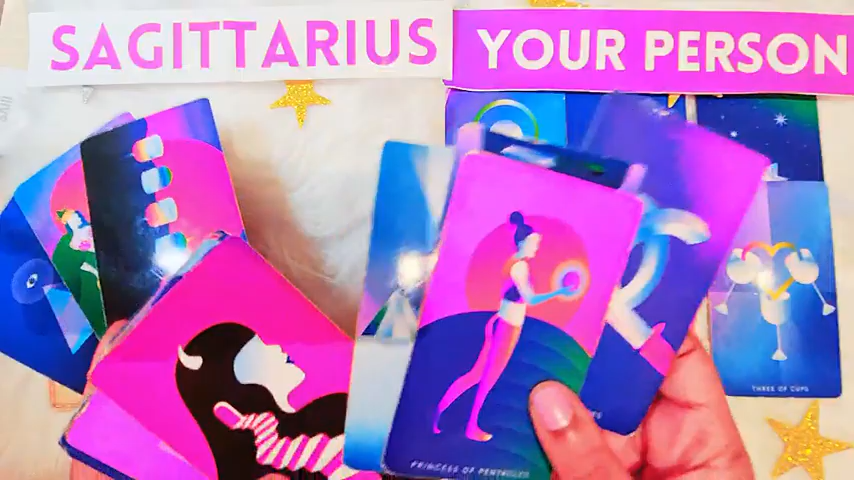 SAGITTARIUS
YOUR PERSON
PRINCESS OF PENTACLES
THREE OF CUPS